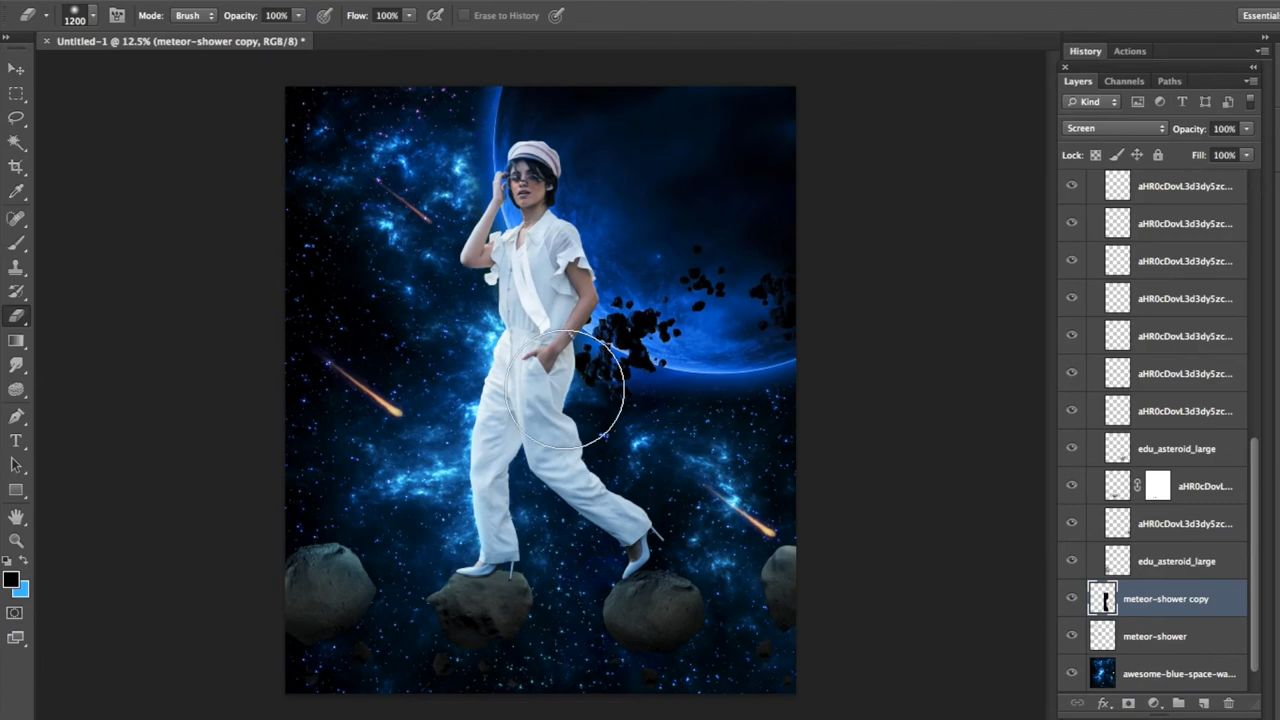 1200
Mode:
Brush
Opacity:
100%
Flow:
100%
Erase to History
Essential
Untitled-1 @ 12.5% (meteor-shower copy, RGB/8) *
History
Actions
Layers
Channels
Paths
Kind
Screen
Opacity:
100%
Lock:
Fill:
100%
aHR0cDovL3d3dy5zc...
aHR0cDovL3d3dy5zc...
aHR0cDovL3d3dy5zc...
aHR0cDovL3d3dy5zc...
aHR0cDovL3d3dy5zc...
aHR0cDovL3d3dy5zc...
aHR0cDovL3d3dy5zc...
edu_asteroid_large
aHR0cDovL...
aHR0cDovL3d3dy5zc...
edu_asteroid_large
meteor-shower copy
meteor-shower
awesome-blue-space-wa...